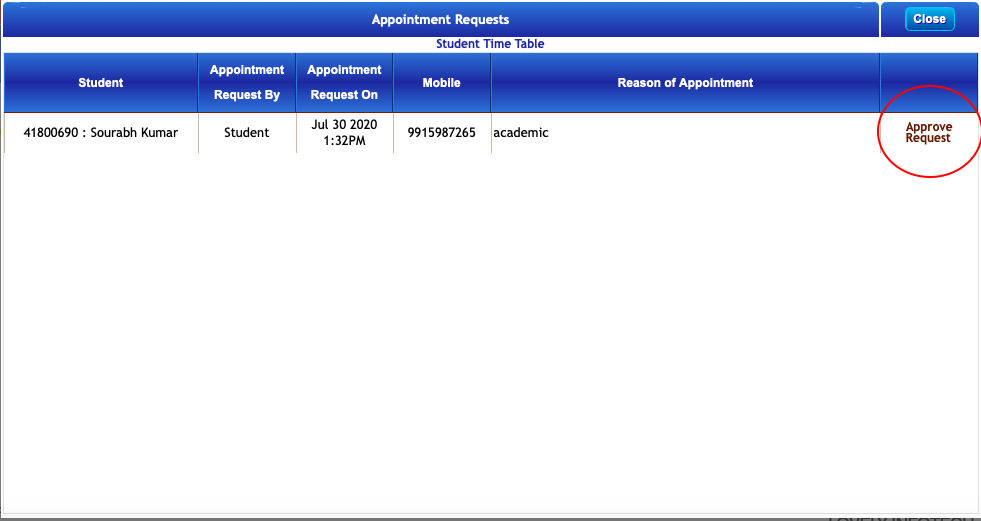 Appointment Requests
Close
Student Time Table
Student
Appointment
Request By
Appointment
Request On
Mobile
Reason of Appointment
41800690 : Sourabh Kumar
Student
Jul 30 2020
1:32PM
9915987265
academic
Approve
Request